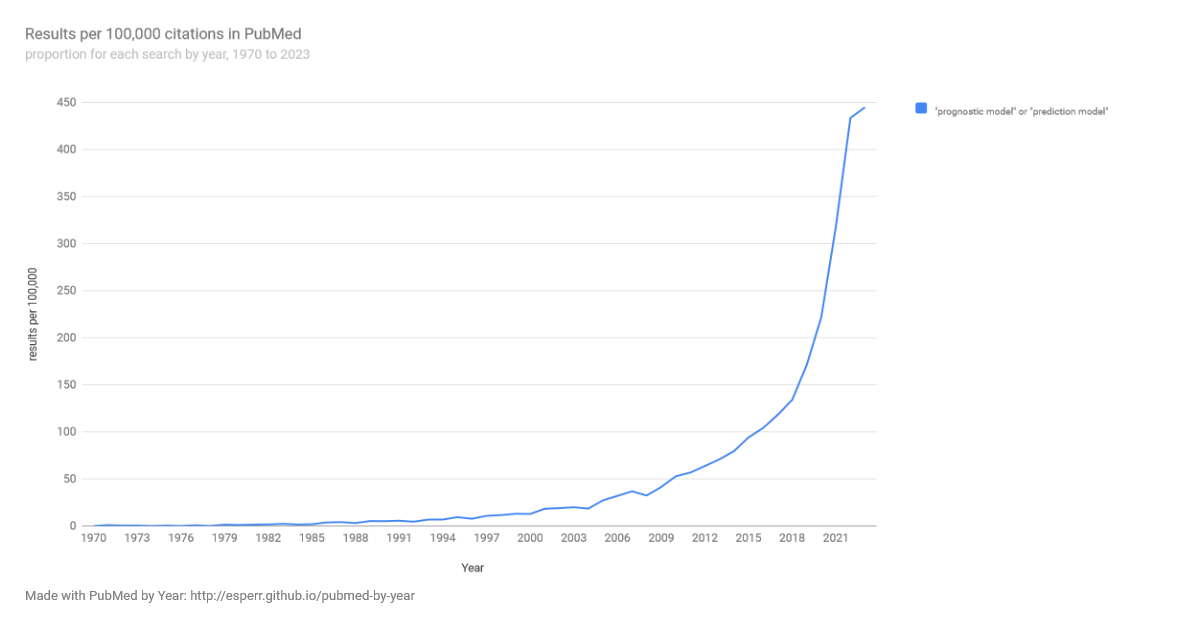 Results per 100,000 citations in PubMed
proportion for each search by year, 1970 to 2023
"prognostic model" or "prediction model"
450
400
350
300
250
200
150
100
50
0
results per 100,000
1970 1973 1976 1979 1982 1985 1988 1991 1994 1997 2000 2003 2006 2009 2012 2015 2018 2021
Year
Made with PubMed by Year: http://esperr.github.io/pubmed-by-year